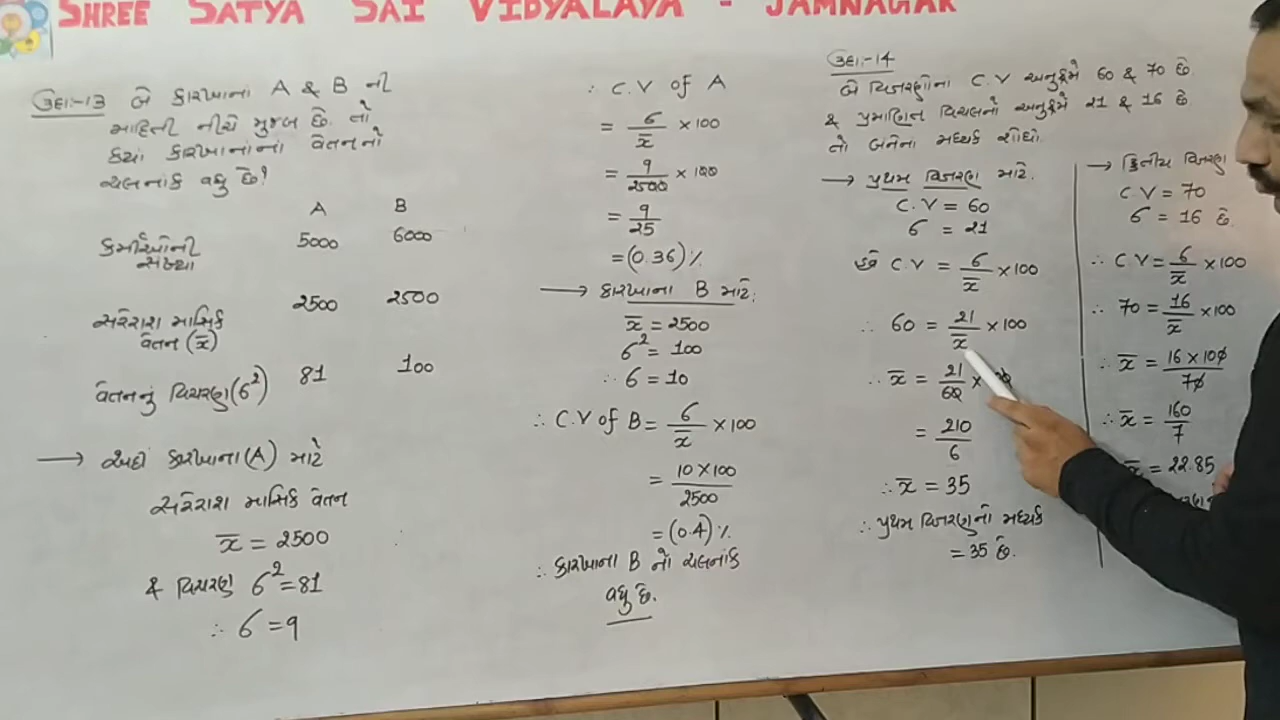 SHREE SATYA SAI VIDYALAYA - JAMNAGAR
ઉદા:-13 બે કારખાના A & B ની
માહિતી નીચે મુજબ છે. તો
કયા કારખાનાના વેતનનો
ચલનાંક વધુ છે?
A B
કર્મચારીઓની સંખ્યા 5000 6000
સરેરાશ માસિક વેતન (x̅) 2500 2500
વેતનનું વિચરણ (σ²) 81 100
→ અહીં કારખાના (A) માટે
સરેરાશ માસિક વેતન
x̅ = 2500
& વિચરણ σ² = 81
∴ σ = 9
∴ C.V of A
= σ/x̅ × 100
= 9/2500 × 100
= 9/25
= (0.36)%
→ કારખાના B માટે:
x̅ = 2500
σ² = 100
∴ σ = 10
∴ C.V of B = σ/x̅ × 100
= 10 × 100/2500
= (0.4)%
∴ કારખાના B નો ચલનાંક
વધુ છે.
ઉદા:-14
બે વિતરણોના C.V અનુક્રમે 60 & 70 છે
& પ્રમાણિત વિચલનો અનુક્રમે 21 & 16 છે
તો બંનેના મધ્યક શોધો.
→ પ્રથમ વિતરણ માટે.
C.V = 60
σ = 21
હવે C.V = σ/x̅ × 100
∴ 60 = 21/x̅ × 100
∴ x̅ = 21/60 ×
= 210/6
∴ x̅ = 35
∴ પ્રથમ વિતરણનો મધ્યક
= 35 છે.
→ દ્વિતીય વિતરણ
C.V = 70
σ = 16 છે.
∴ C.V = σ/x̅ × 100
∴ 70 = 16/x̅ × 100
∴ x̅ = 16 × 100/70
∴ x̅ = 160/7
x̅ = 22.85